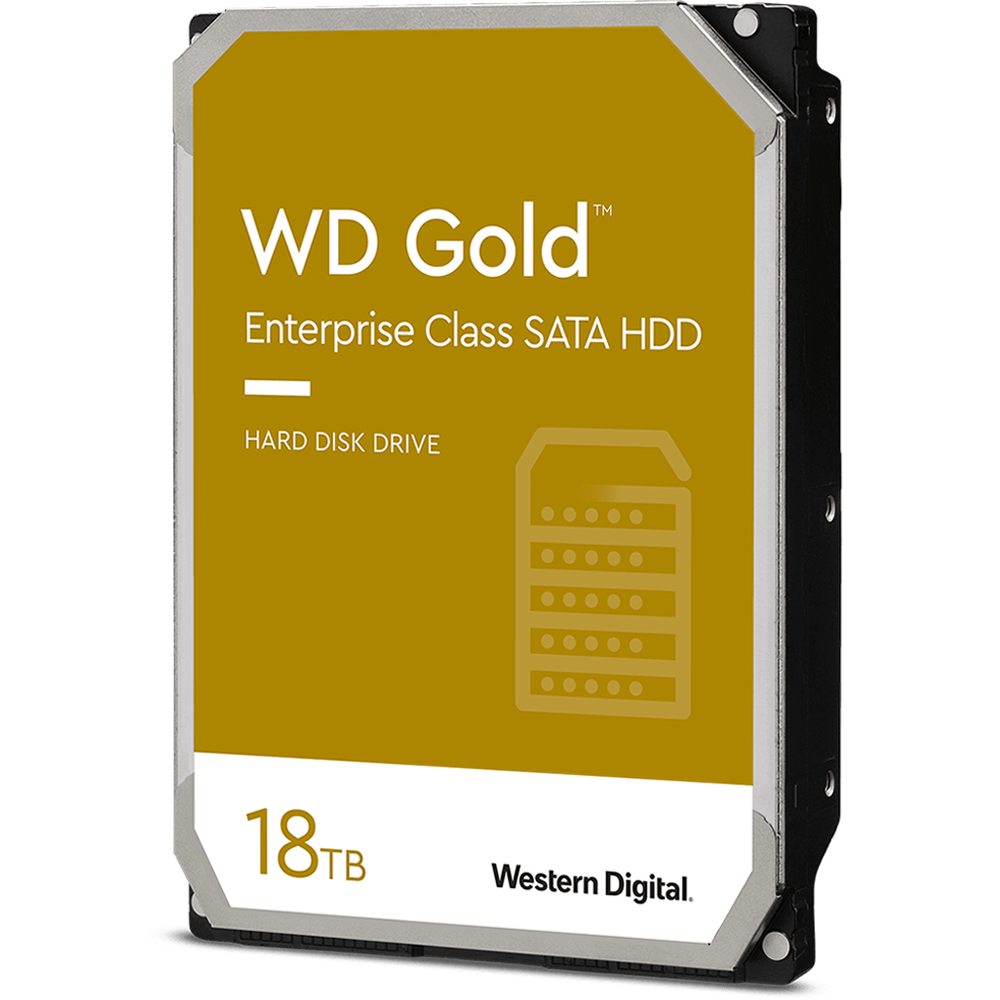 WD Gold™
Enterprise Class SATA HDD
HARD DISK DRIVE
18TB
Western Digital.